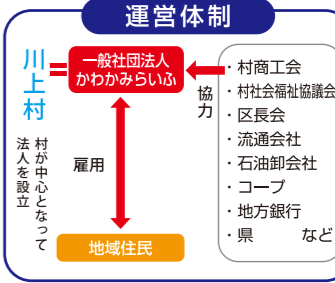 運営体制
川上村
村が中心となって
法人を設立
一般社団法人
かわかみらいふ
雇用
地域住民
協力
・村商工会
・村社会福祉協議会
・区長会
・流通会社
・石油卸会社
・コープ
・地方銀行
・県　など